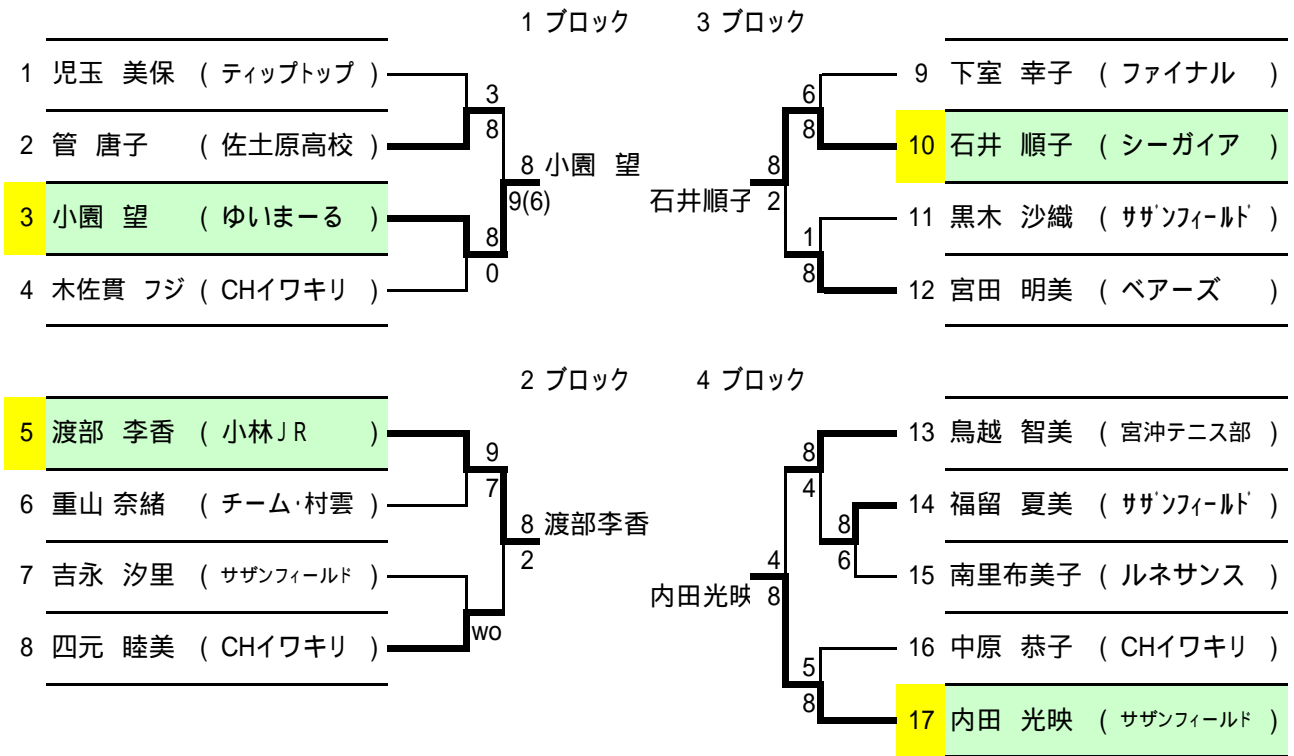 1 ブロック
1 児玉 美保 ( ティップトップ )
3
8
2 管 唐子 ( 佐土原高校 )
8 小園 望
9(6)
3 小園 望 ( ゆいまーる )
8
0
4 木佐貫 フジ ( CHイワキリ )
2 ブロック
5 渡部 李香 ( 小林JR )
9
7
6 重山 奈緒 ( チーム・村雲 )
8 渡部李香
2
7 吉永 汐里 ( サザンフィールド )
wo
8 四元 睦美 ( CHイワキリ )
3 ブロック
9 下室 幸子 ( ファイナル )
6
8
10 石井 順子 ( シーガイア )
8
石井順子 2
11 黒木 沙織 ( サザンフィールド )
1
8
12 宮田 明美 ( ベアーズ )
4 ブロック
13 鳥越 智美 ( 宮沖テニス部 )
8
4
14 福留 夏美 ( サザンフィールド )
8
6
15 南里布美子 ( ルネサンス )
4
内田光映 8
16 中原 恭子 ( CHイワキリ )
5
8
17 内田 光映 ( サザンフィールド )